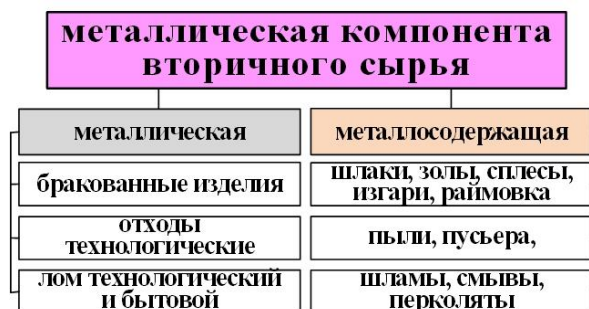 металлическая компонента
вторичного сырья
металлическая
металлосодержащая
бракованные изделия
шлаки, золы, сплесы,
изгари, раймовка
отходы
технологические
пыли, пусьера,
лом технологический
и бытовой
шламы, смывы,
перколяты